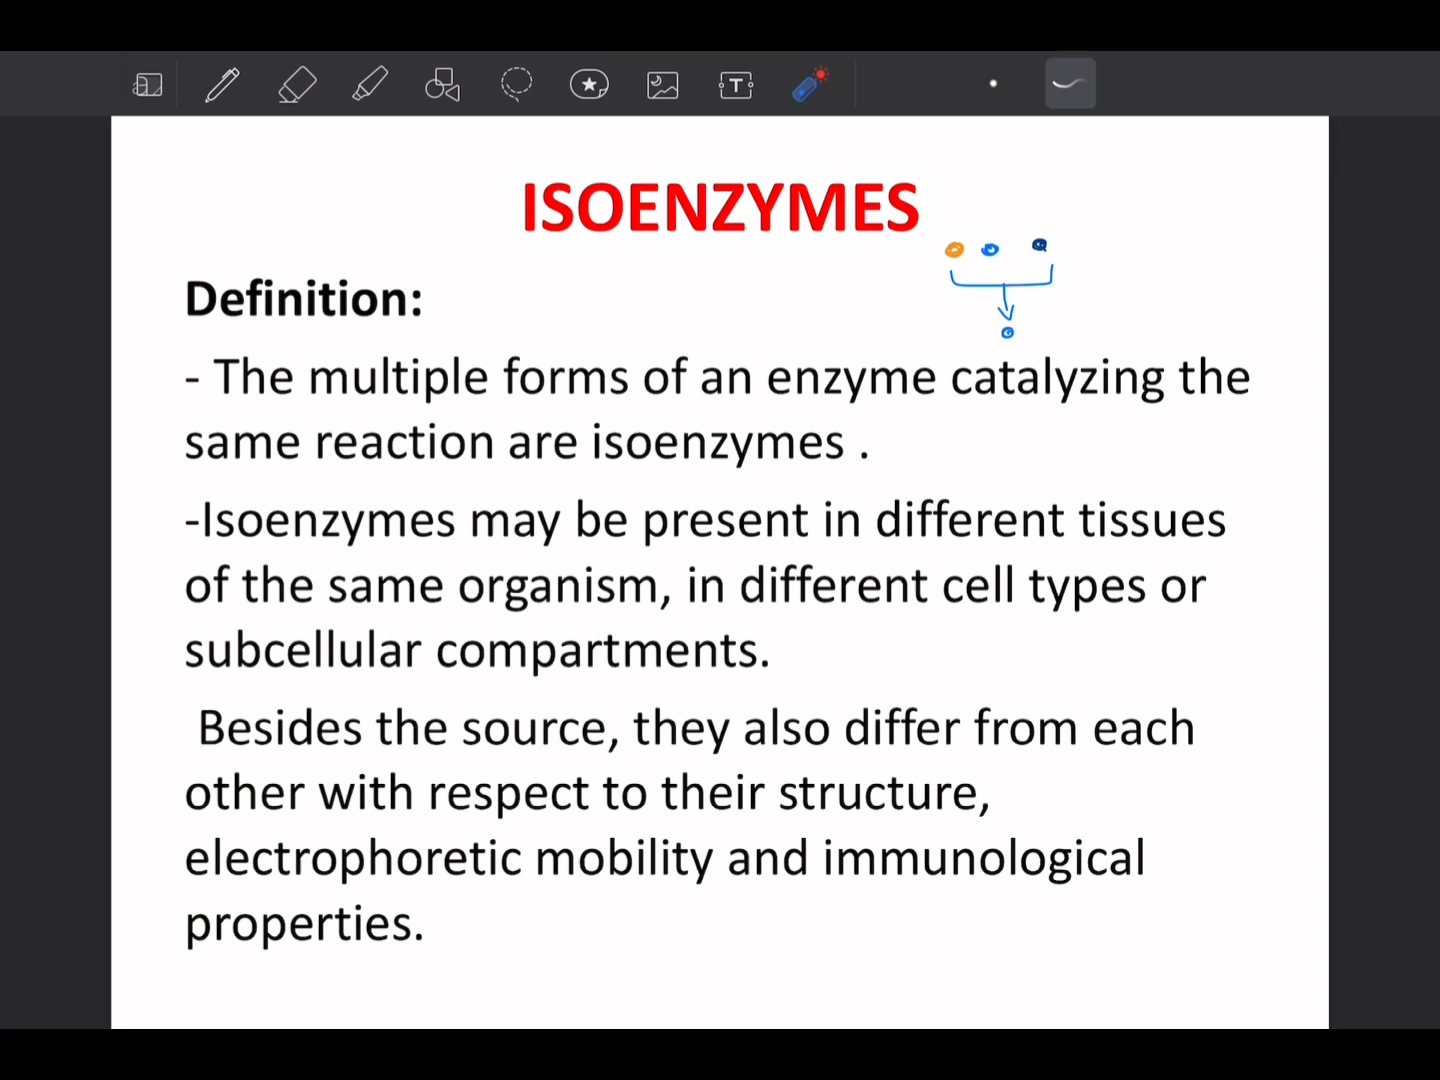 ISOENZYMES
Definition:
- The multiple forms of an enzyme catalyzing the
same reaction are isoenzymes .
-Isoenzymes may be present in different tissues
of the same organism, in different cell types or
subcellular compartments.
Besides the source, they also differ from each
other with respect to their structure,
electrophoretic mobility and immunological
properties.